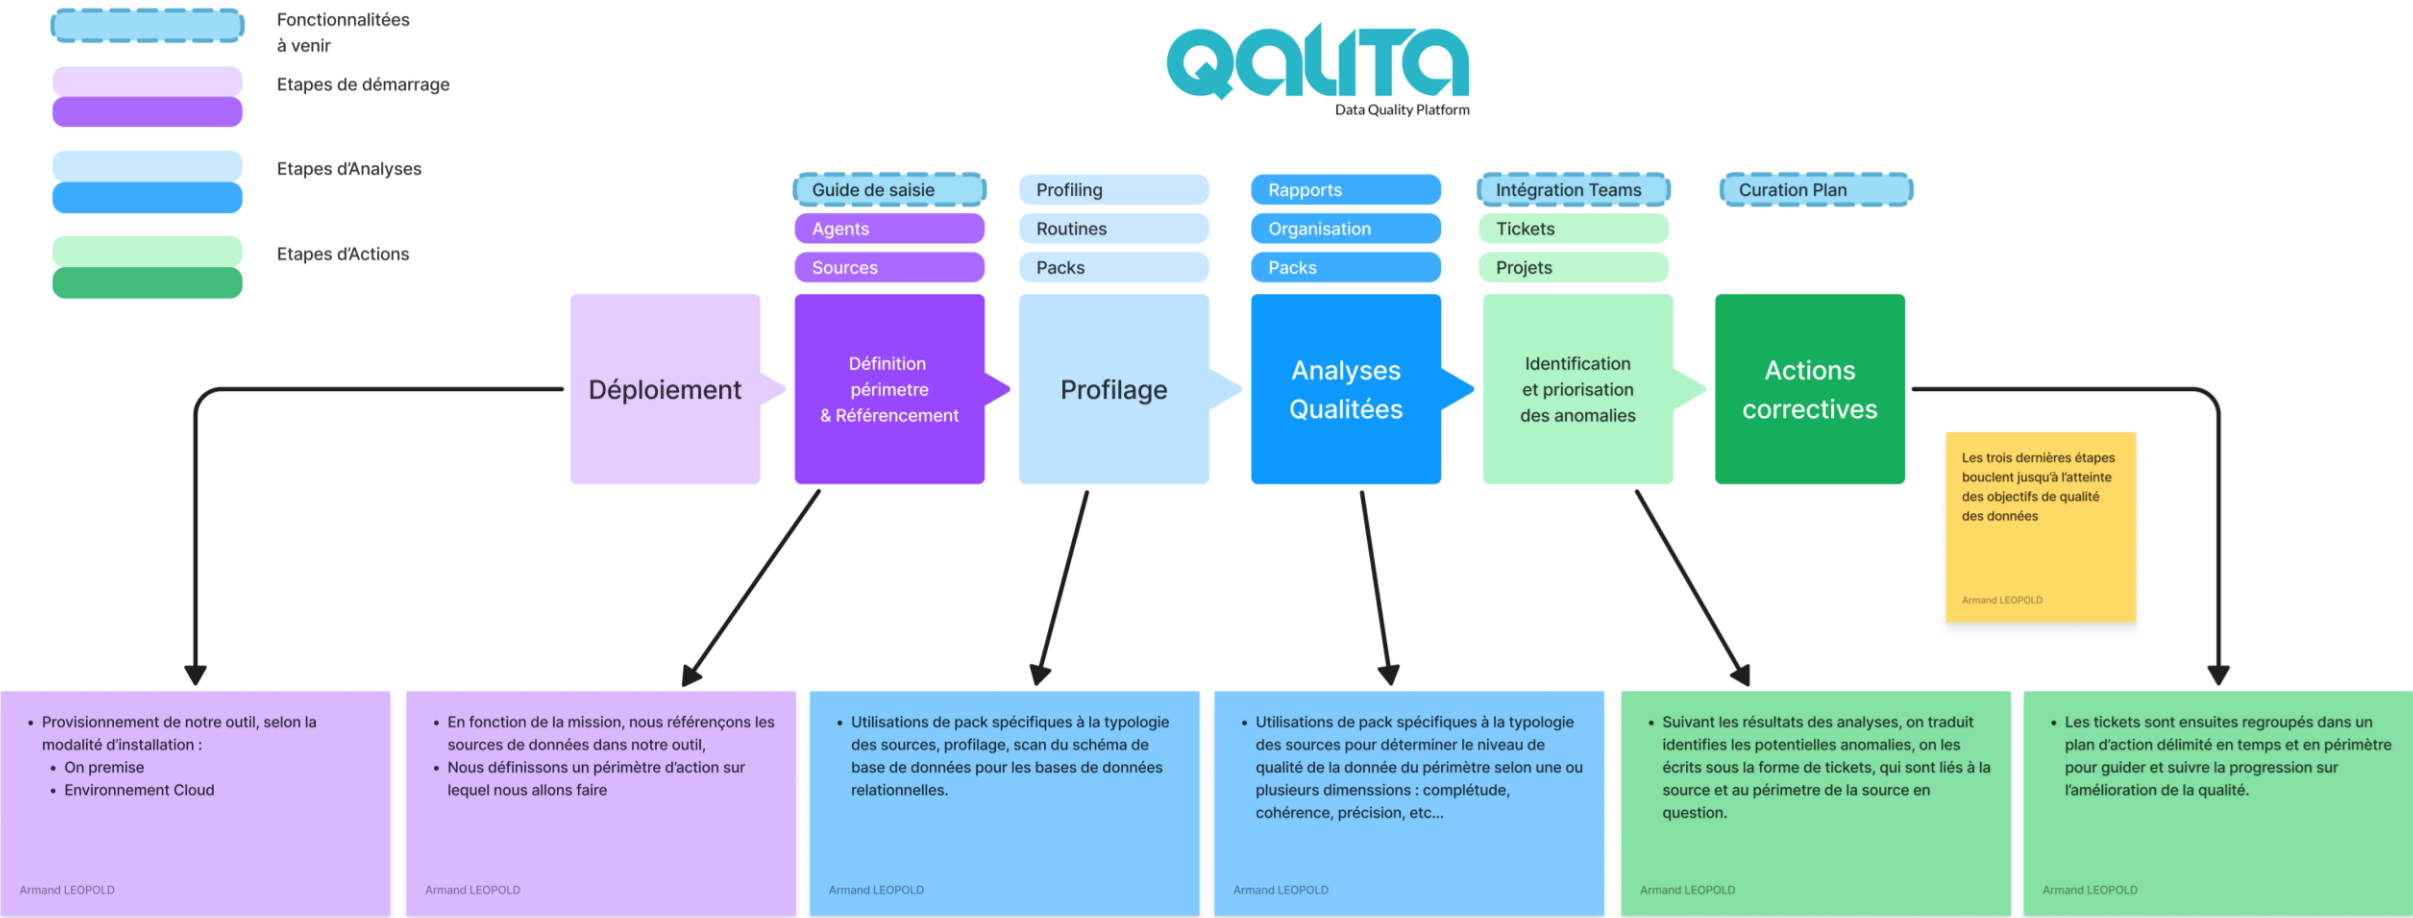 Fonctionnalitées
à venir
Etapes de démarrage
Etapes d'Analyses
Etapes d'Actions
QALITA
Data Quality Platform
Guide de saisie
Agents
Sources
Profiling
Routines
Packs
Rapports
Organisation
Packs
Intégration Teams
Tickets
Projets
Curation Plan
Déploiement
Définition
périmetre
& Référencement
Profilage
Analyses
Qualitées
Identification
et priorisation
des anomalies
Actions
correctives
Les trois dernières étapes
bouclent jusqu'à l'atteinte
des objectifs de qualité
des données
Armand LEOPOLD
• Provisionnement de notre outil, selon la
modalité d'installation :
• On premise
• Environnement Cloud
Armand LEOPOLD
• En fonction de la mission, nous référençons les
sources de données dans notre outil,
• Nous définissons un périmètre d'action sur
lequel nous allons faire
Armand LEOPOLD
• Utilisations de pack spécifiques à la typologie
des sources, profilage, scan du schéma de
base de données pour les bases de données
relationnelles.
Armand LEOPOLD
• Utilisations de pack spécifiques à la typologie
des sources pour déterminer le niveau de
qualité de la donnée du périmètre selon une ou
plusieurs dimenssions : complétude,
cohérence, précision, etc...
Armand LEOPOLD
• Suivant les résultats des analyses, on traduit
identifies les potentielles anomalies, on les
écrits sous la forme de tickets, qui sont liés à la
source et au périmetre de la source en
question.
Armand LEOPOLD
• Les tickets sont ensuites regroupés dans un
plan d'action délimité en temps et en périmètre
pour guider et suivre la progression sur
l'amélioration de la qualité.
Armand LEOPOLD